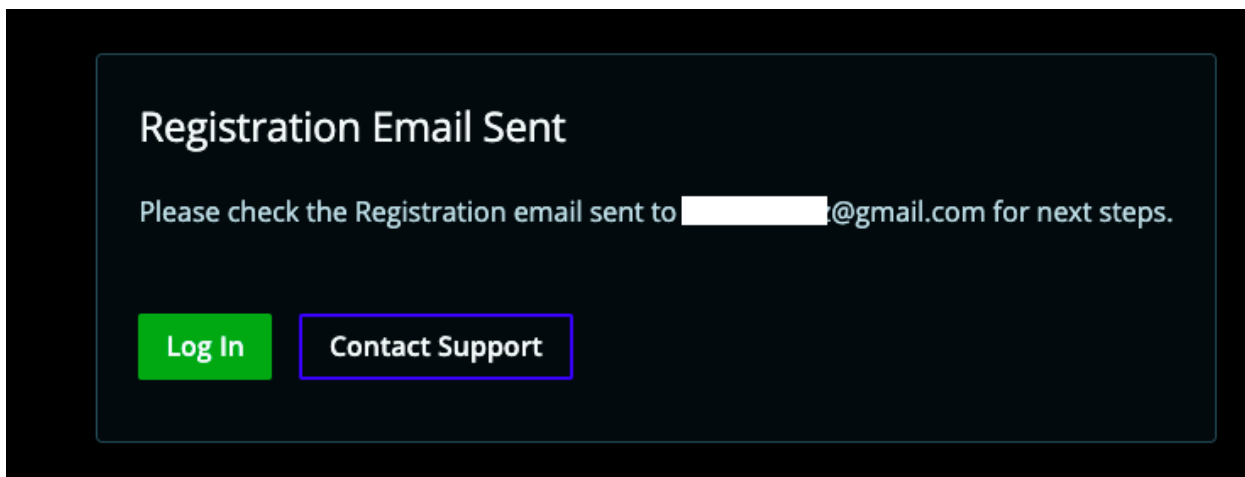 Registration Email Sent
Please check the Registration email sent to @gmail.com for next steps.
Log In
Contact Support